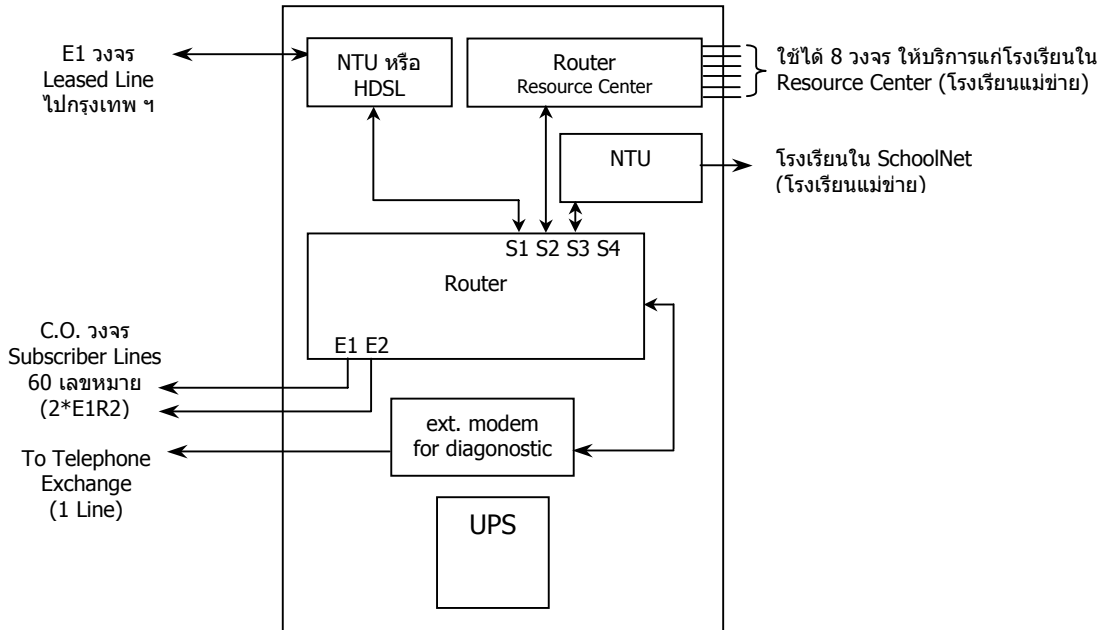 E1 วงจร
Leased Line
ไปกรุงเทพ ฯ
NTU หรือ
HDSL
Router
Resource Center
ใช้ได้ 8 วงจร ให้บริการแก่โรงเรียนใน
Resource Center (โรงเรียนแม่ข่าย)
NTU
โรงเรียนใน SchoolNet
(โรงเรียนแม่ข่าย)
S1 S2 S3 S4
Router
E1 E2
C.O. วงจร
Subscriber Lines
60 เลขหมาย
(2*E1R2)
ext. modem
for diagonostic
To Telephone
Exchange
(1 Line)
UPS